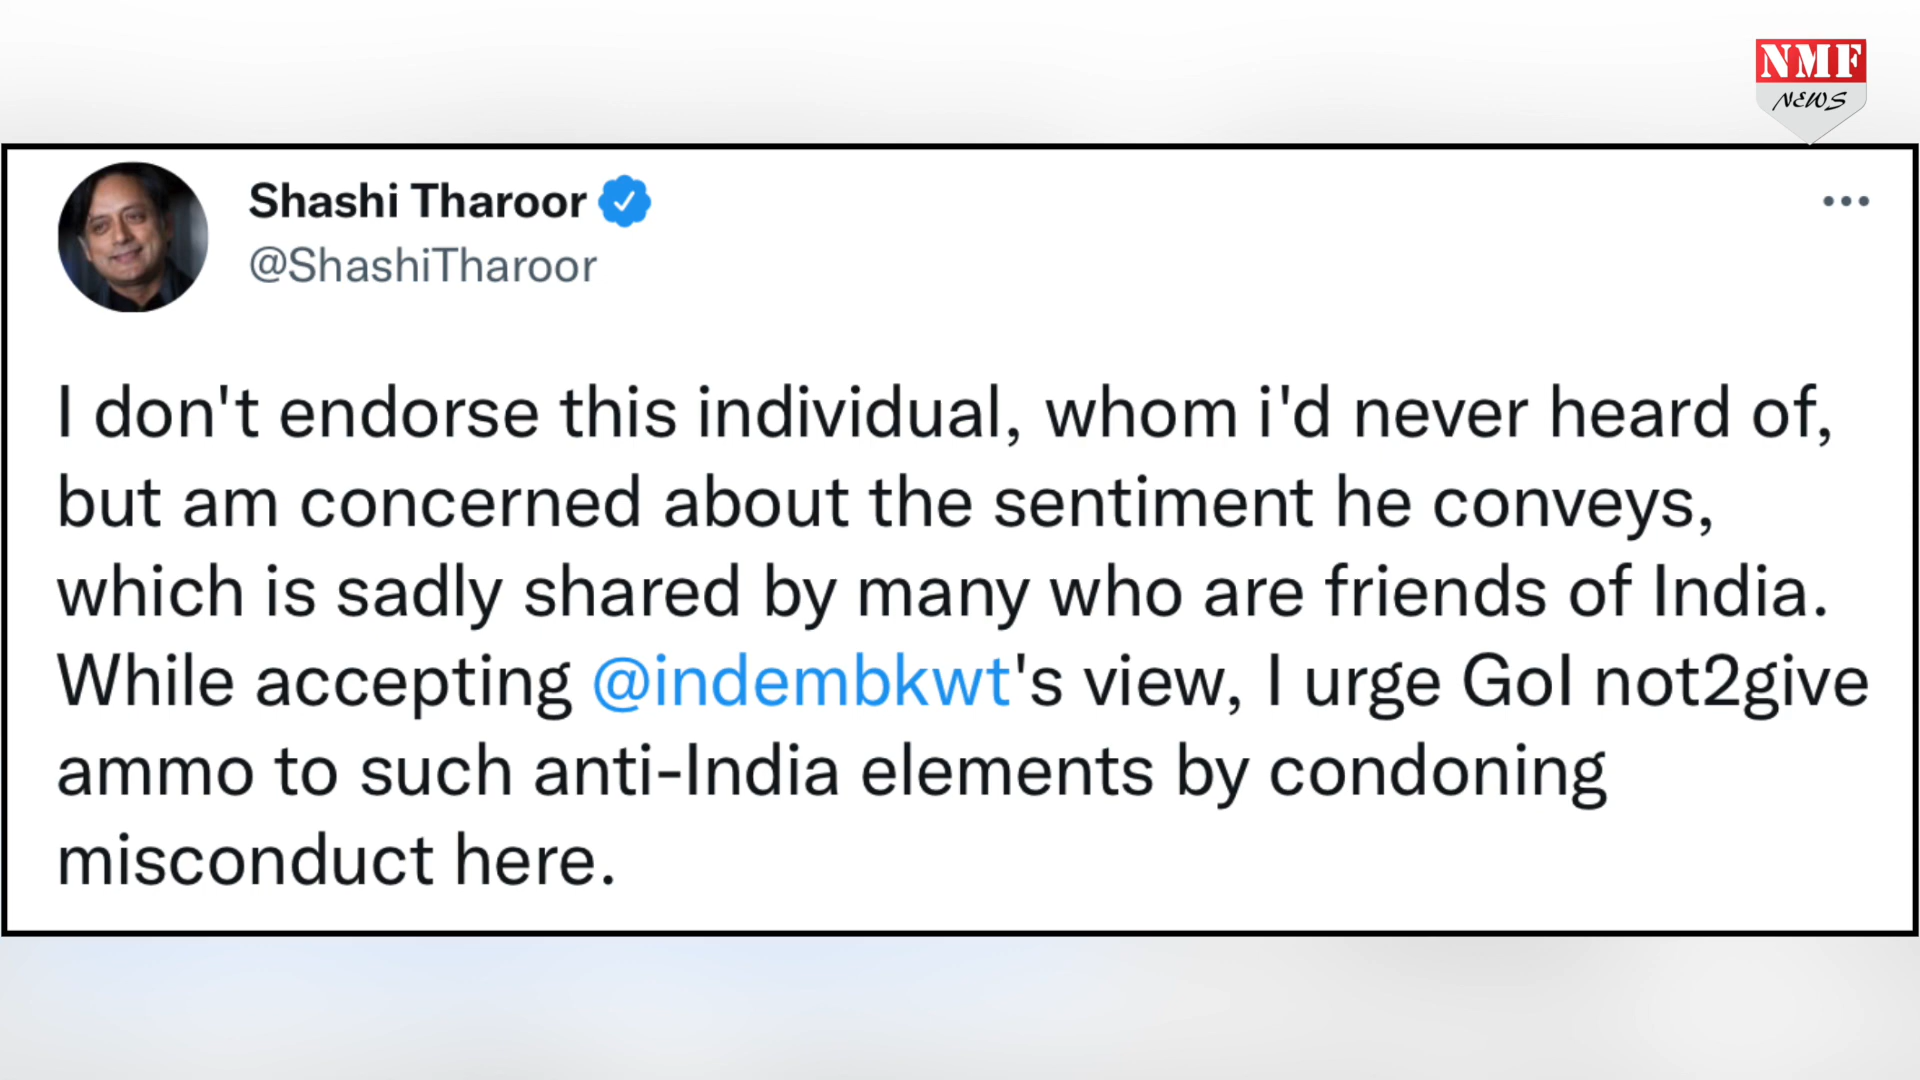 NMF
NEWS
Shashi Tharoor
@ShashiTharoor
I don't endorse this individual, whom i'd never heard of,
but am concerned about the sentiment he conveys,
which is sadly shared by many who are friends of India.
While accepting @indembkwt's view, I urge GoI not2give
ammo to such anti-India elements by condoning
misconduct here.